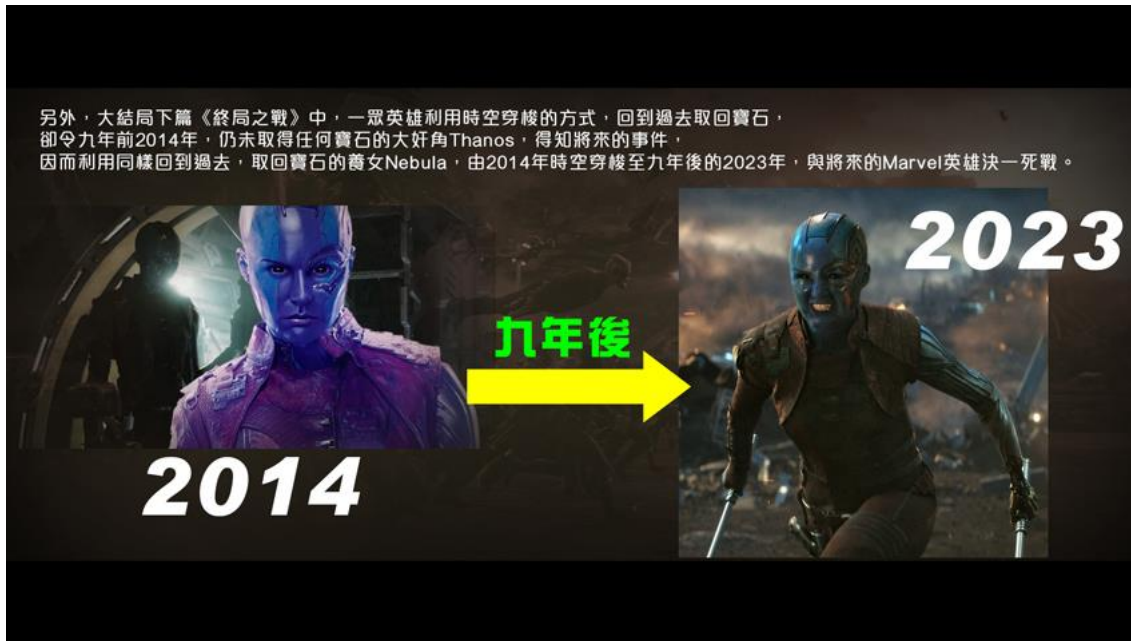 另外，大結局下篇《終局之戰》中，一眾英雄利用時空穿梭的方式，回到過去取回寶石，
卻令九年前2014年，仍未取得任何寶石的大奸角Thanos，得知將來的事件，
因而利用同樣回到過去，取回寶石的養女Nebula，由2014年時空穿梭至九年後的2023年，與將來的Marvel英雄決一死戰。
2023
九年後
2014